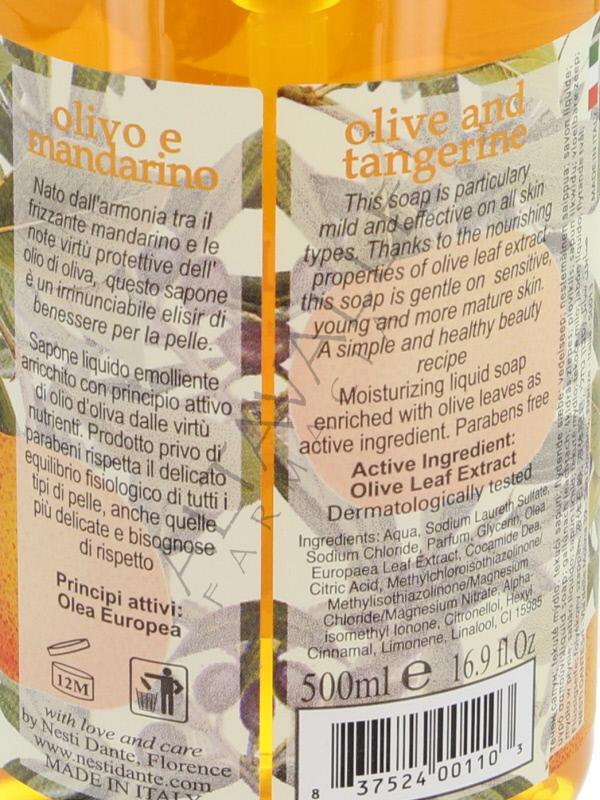 olivo e
mandarino
Nato dall'armonia tra il
frizzante mandarino e le
note virtù protettive dell'
olio di oliva, questo sapone
è un irrinunciabile elisir di
benessere per la pelle.
Sapone liquido emolliente
arricchito con principio attivo
di olio d'oliva dalle virtù
nutrienti. Prodotto privo di
parabeni rispetta il delicato
equilibrio fisiologico di tutti i
tipi di pelle, anche quelle
più delicate e bisognose
di rispetto
Principi attivi:
Olea Europea
12M
with love and care
by Nesti Dante, Florence
www.nestidante.com
MADE IN ITALY
olive and
tangerine
This soap is particulary
mild and effective on all skin
types. Thanks to the nourishing
properties of olive leaf extract
this soap is gentle on sensitive,
young and more mature skin.
A simple and healthy beauty
recipe
Moisturizing liquid soap
enriched with olive leaves as
active ingredient. Parabens free
Active Ingredient:
Olive Leaf Extract
Dermatologically tested
Ingredients: Aqua, Sodium Laureth Sulfate,
Sodium Chloride, Parfum, Glycerin, Olea
Europaea Leaf Extract, Cocamide Dea,
Citric Acid, Methylchloroisothiazolinone/
Methylisothiazolinone/Magnesium
Chloride/Magnesium Nitrate, Alpha-
isomethyl Ionone, Citronellol, Hexyl
Cinnamal, Limonene, Linalool, CI 15985
500ml e 16.9 fl.Oz
8 37524 00110 3
MADE IN ITALY
FARMACIE